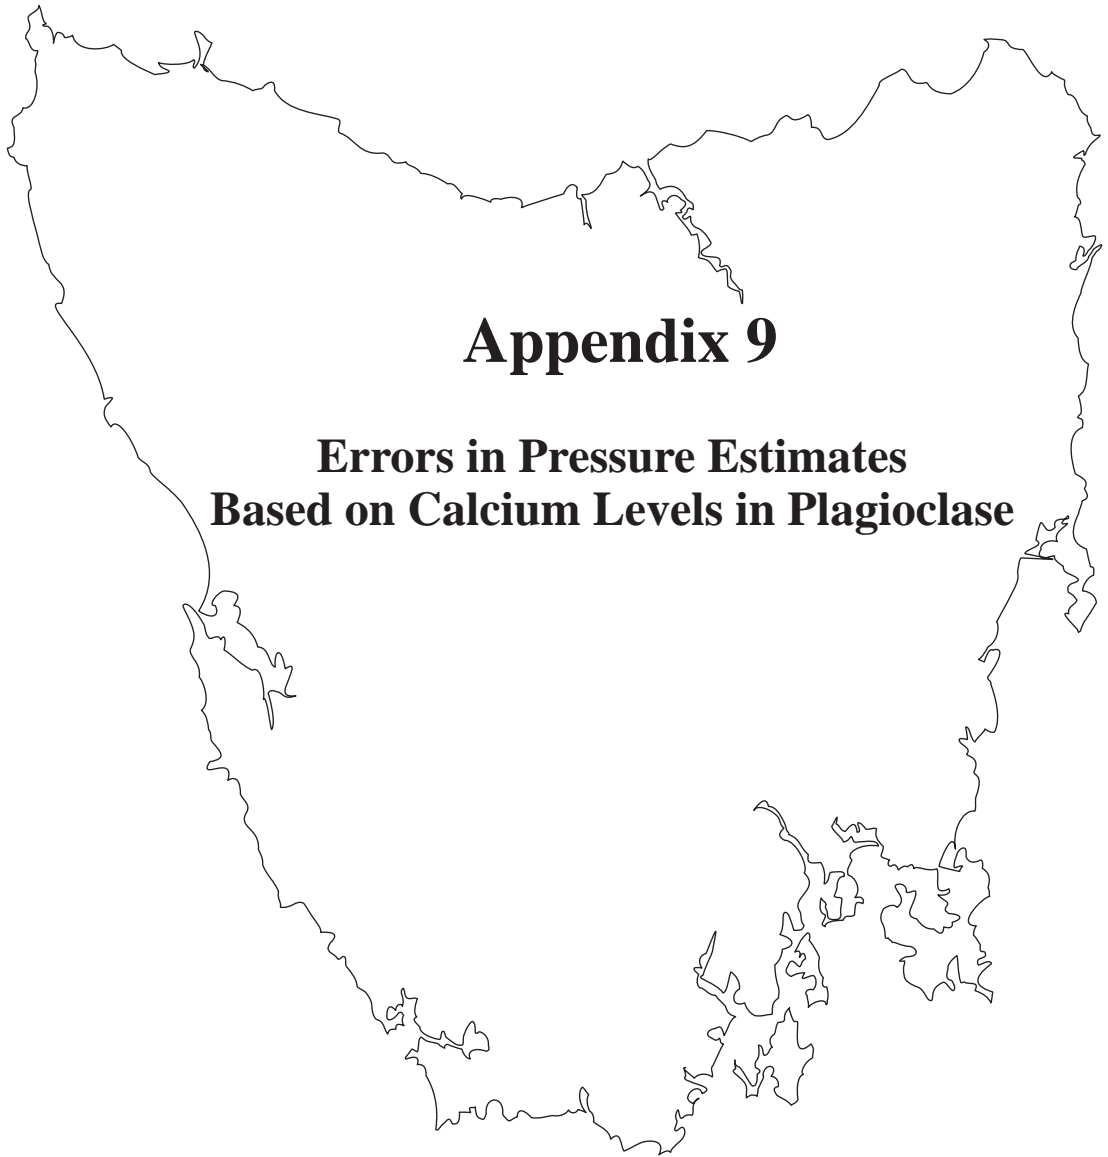 Appendix 9
Errors in Pressure Estimates
Based on Calcium Levels in Plagioclase